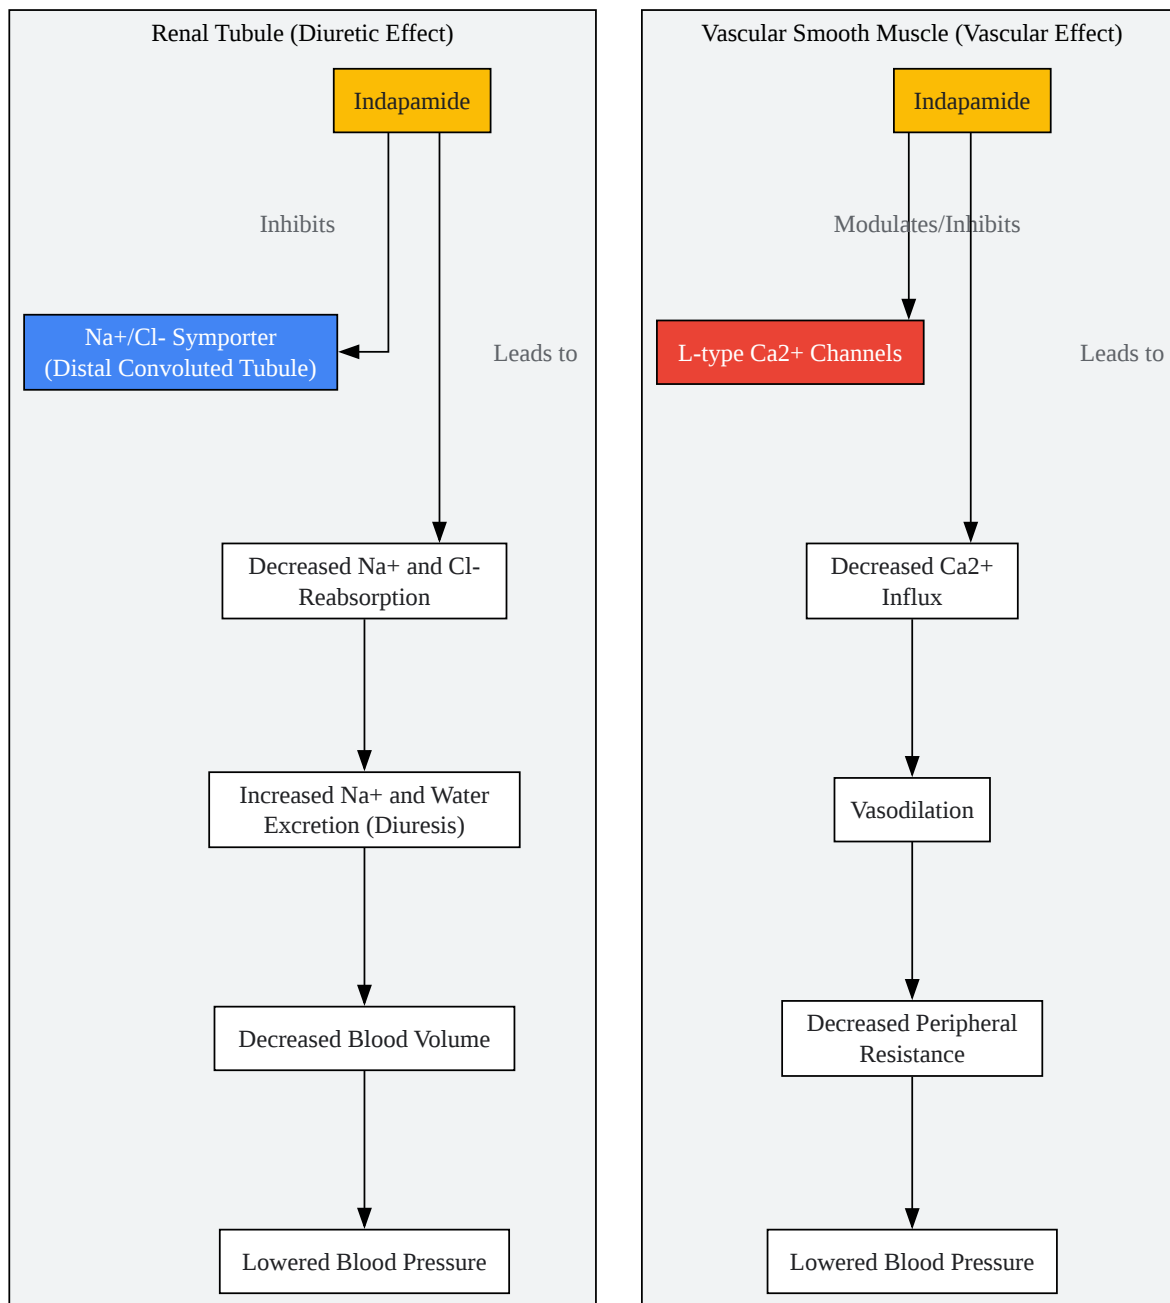 Renal Tubule (Diuretic Effect)
Indapamide
Inhibits
Na+/Cl- Symporter
(Distal Convoluted Tubule)
Leads to
Decreased Na+ and Cl-
Reabsorption
Increased Na+ and Water
Excretion (Diuresis)
Decreased Blood Volume
Lowered Blood Pressure
Vascular Smooth Muscle (Vascular Effect)
Indapamide
Modulates/Inhibits
L-type Ca2+ Channels
Leads to
Decreased Ca2+
Influx
Vasodilation
Decreased Peripheral
Resistance
Lowered Blood Pressure